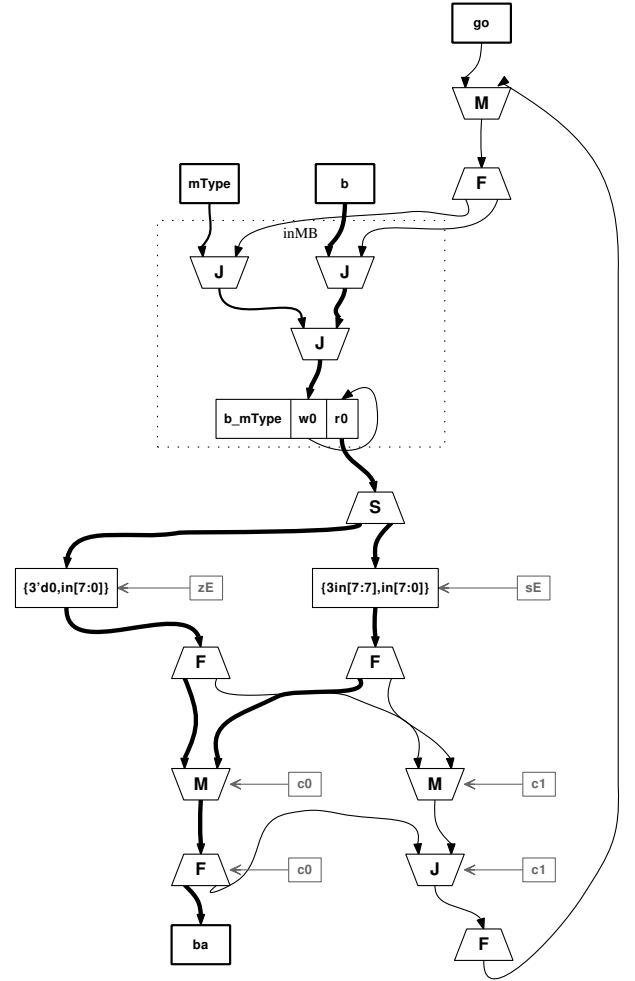 go
M
F
mType
b
inMB
J
J
J
b_mType w0 r0
S
{3'd0,in[7:0]}
zE
{3in[7:7],in[7:0]}
sE
F
F
M
c0
M
c1
F
c0
J
c1
ba
F